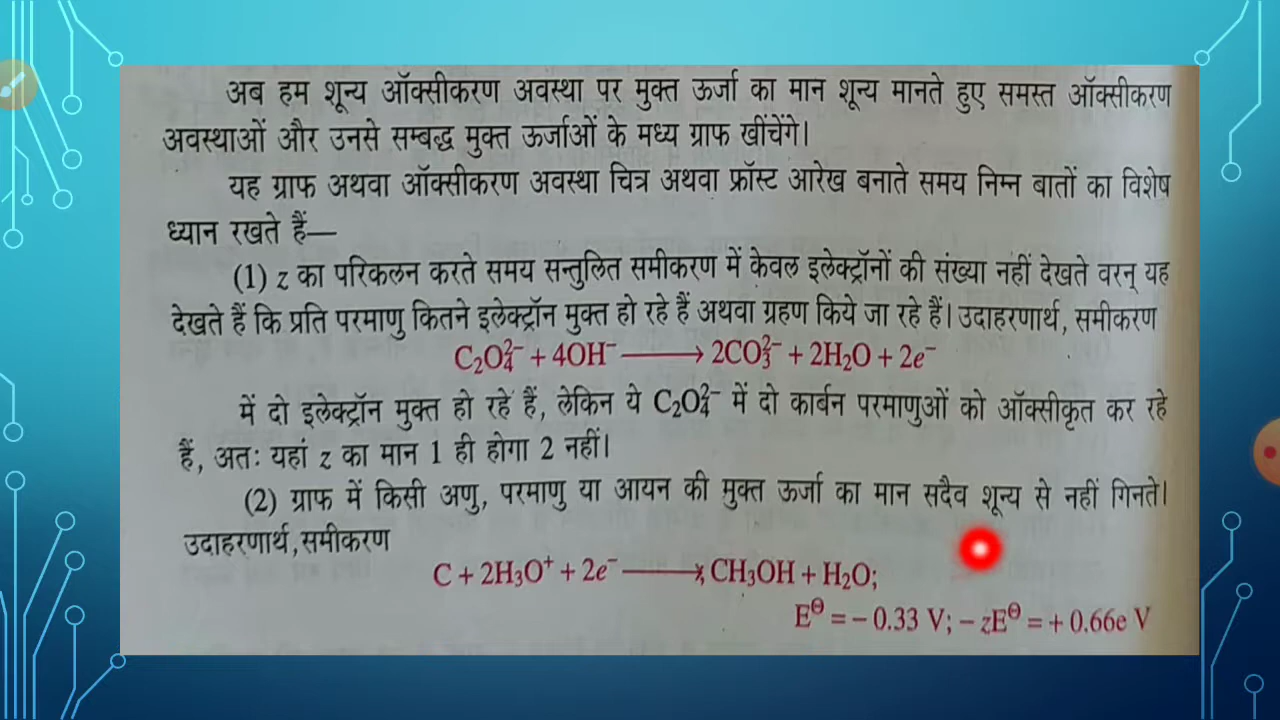 अब हम शून्य ऑक्सीकरण अवस्था पर मुक्त ऊर्जा का मान शून्य मानते हुए समस्त ऑक्सीकरण
अवस्थाओं और उनसे सम्बद्ध मुक्त ऊर्जाओं के मध्य ग्राफ खींचेंगे।
यह ग्राफ अथवा ऑक्सीकरण अवस्था चित्र अथवा फ्रॉस्ट आरेख बनाते समय निम्न बातों का विशेष
ध्यान रखते हैं—
(1) z का परिकलन करते समय सन्तुलित समीकरण में केवल इलेक्ट्रॉनों की संख्या नहीं देखते वरन् यह
देखते हैं कि प्रति परमाणु कितने इलेक्ट्रॉन मुक्त हो रहे हैं अथवा ग्रहण किये जा रहे हैं। उदाहरणार्थ, समीकरण
C₂O₄²⁻ + 4OH⁻ ⟶ 2CO₃²⁻ + 2H₂O + 2e⁻
में दो इलेक्ट्रॉन मुक्त हो रहे हैं, लेकिन ये C₂O₄²⁻ में दो कार्बन परमाणुओं को ऑक्सीकृत कर रहे
हैं, अतः यहां z का मान 1 ही होगा 2 नहीं।
(2) ग्राफ में किसी अणु, परमाणु या आयन की मुक्त ऊर्जा का मान सदैव शून्य से नहीं गिनते।
उदाहरणार्थ, समीकरण
C + 2H₃O⁺ + 2e⁻ ⟶ CH₃OH + H₂O;
E^Θ = – 0.33 V; – zE^Θ = + 0.66e V